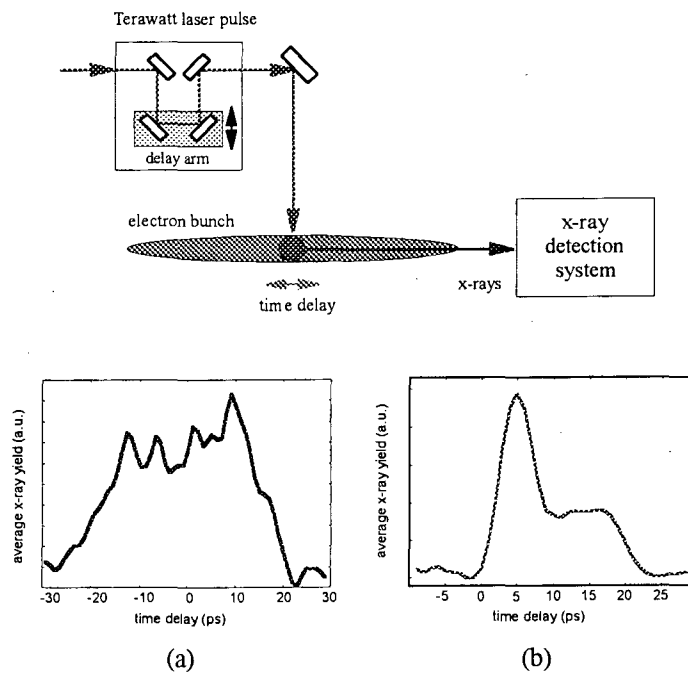 Terawatt laser pulse
delay arm
electron bunch
x-ray
detection
system
x-rays
time delay
average x-ray yield (a.u.)
-30 -20 -10 0 10 20 30
time delay (ps)
(a)
average x-ray yield (a.u.)
-5 0 5 10 15 20 25
time delay (ps)
(b)